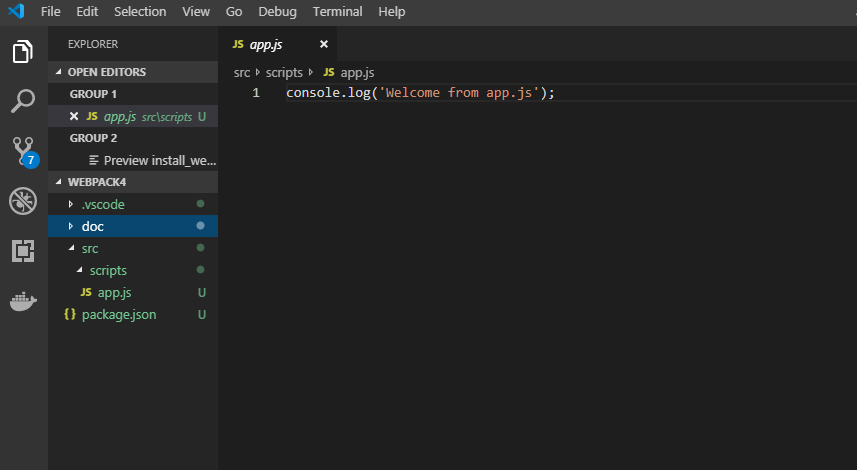 File Edit Selection View Go Debug Terminal Help
EXPLORER
OPEN EDITORS
GROUP 1
JS app.js src\scripts U
GROUP 2
Preview install_we...
WEBPACK4
.vscode
doc
src
scripts
JS app.js U
{} package.json U
7
JS app.js
src scripts JS app.js
1 console.log('Welcome from app.js');